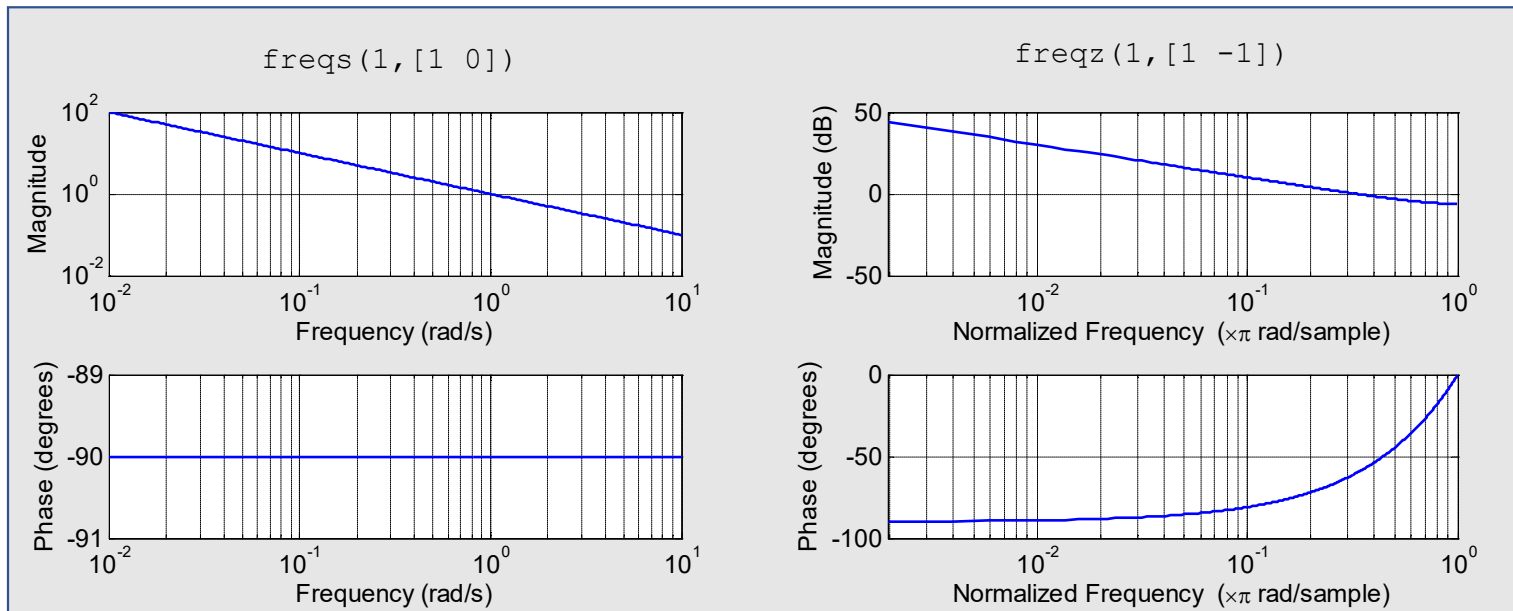 freqs(1,[1 0])
10^2
10^0
10^-2
Magnitude
10^-2 10^-1 10^0 10^1
Frequency (rad/s)
-89
-90
-91
Phase (degrees)
10^-2 10^-1 10^0 10^1
Frequency (rad/s)
freqz(1,[1 -1])
50
0
-50
Magnitude (dB)
10^-2 10^-1 10^0
Normalized Frequency (×π rad/sample)
0
-50
-100
Phase (degrees)
10^-2 10^-1 10^0
Normalized Frequency (×π rad/sample)